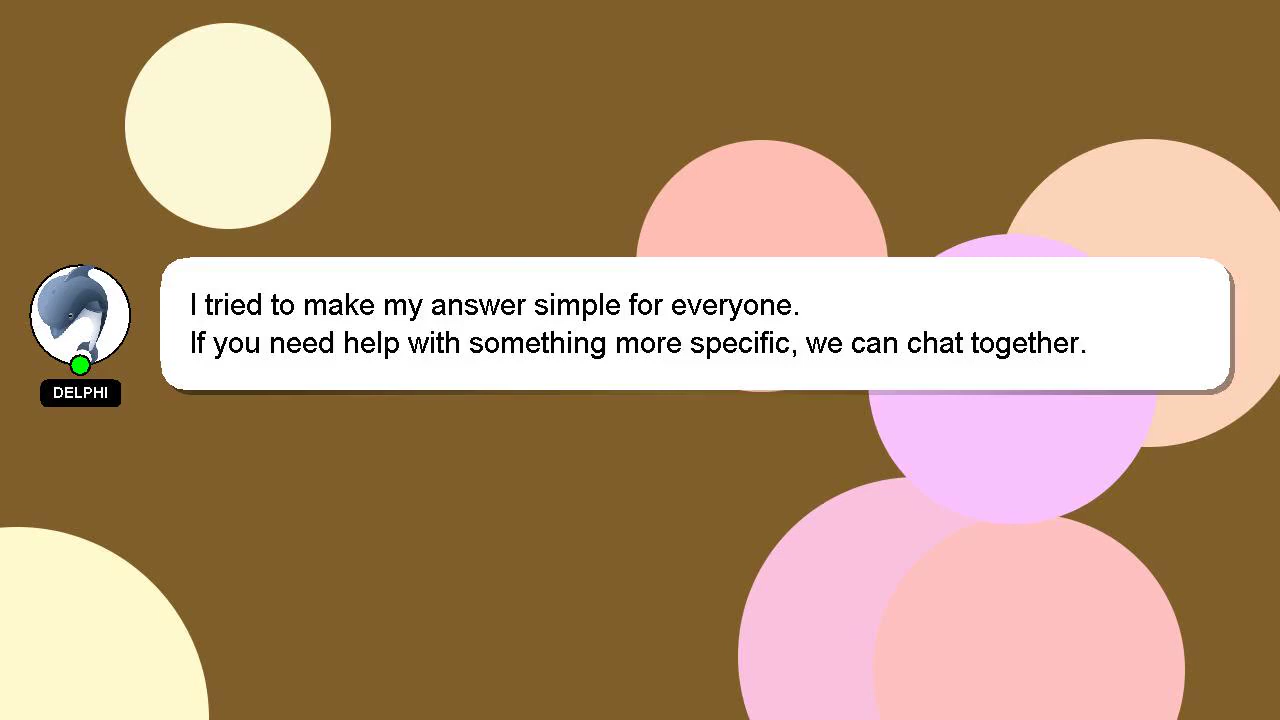 I tried to make my answer simple for everyone.
If you need help with something more specific, we can chat together.
DELPHI